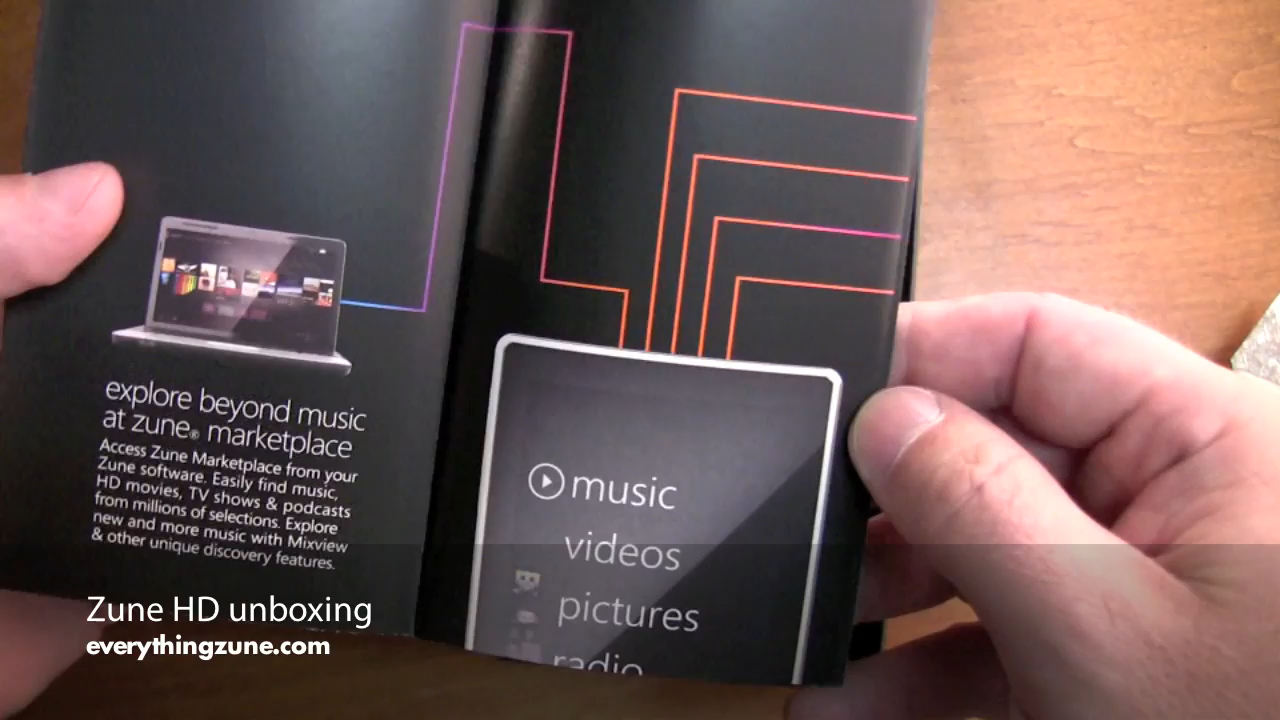 explore beyond music
at zune® marketplace
Access Zune Marketplace from your
Zune software. Easily find music,
HD movies, TV shows & podcasts
from millions of selections. Explore
new and more music with Mixview
& other unique discovery features.
music
videos
pictures
radio
Zune HD unboxing
everythingzune.com